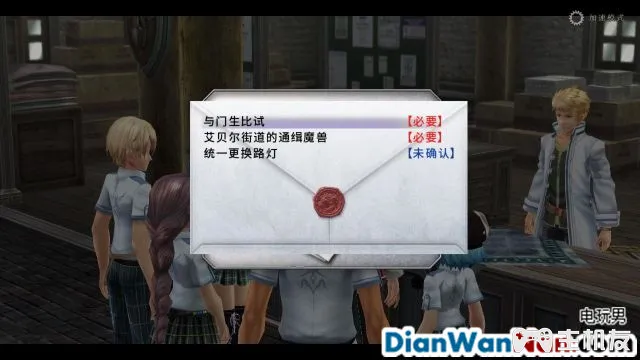 加速模式
与门生比试 【必要】
艾贝尔街道的通缉魔兽 【必要】
统一更换路灯 【未确认】
电玩男